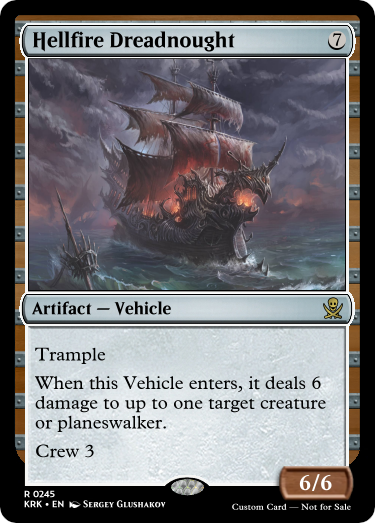 Hellfire Dreadnought 7
Artifact — Vehicle
Trample
When this Vehicle enters, it deals 6
damage to up to one target creature
or planeswalker.
Crew 3
6/6
R 0245
KRK • EN Sergey Glushakov
Custom Card — Not for Sale